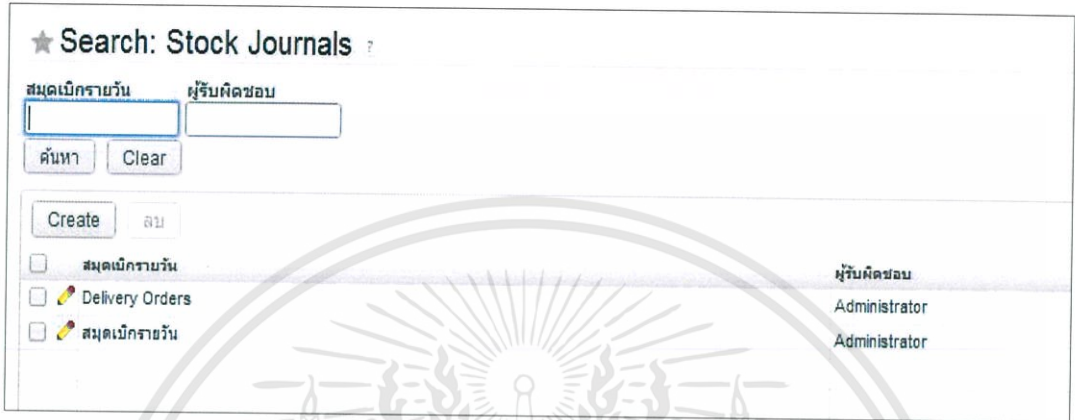 Search: Stock Journals ?
สมุดเบิกรายวัน ผู้รับผิดชอบ
ค้นหา Clear
Create ลบ
สมุดเบิกรายวัน ผู้รับผิดชอบ
Delivery Orders Administrator
สมุดเบิกรายวัน Administrator